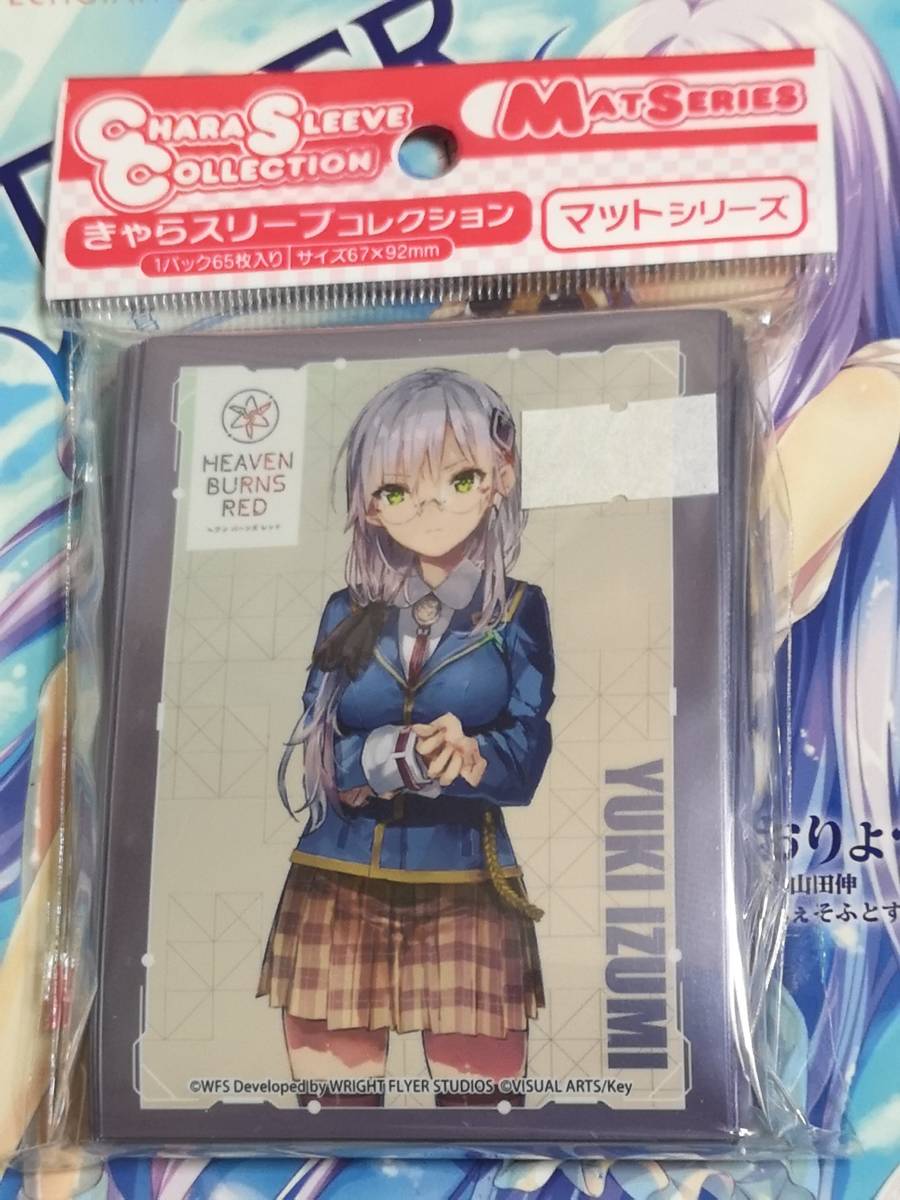 CHARA SLEEVE
COLLECTION
MAT SERIES
きゃらスリーブコレクション
マットシリーズ
1パック65枚入り サイズ67×92mm
HEAVEN
BURNS
RED
ヘブン バーンズ レッド
YUKI IZUMI
©WFS Developed by WRIGHT FLYER STUDIOS ©VISUAL ARTS/Key
山田伸